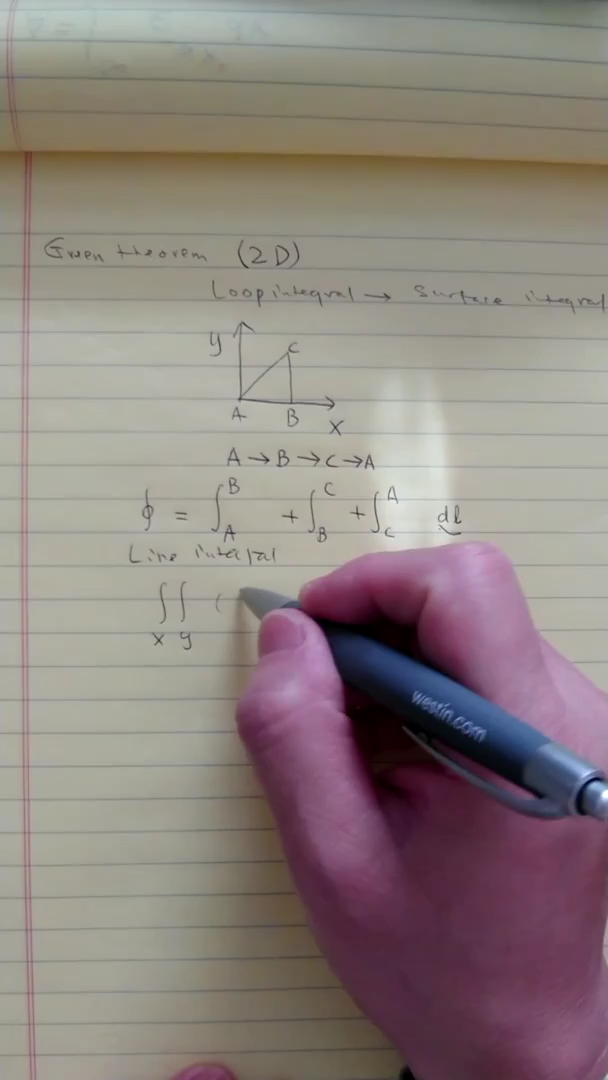 Green theorem (2D)
Loop integral → Surface integral
y
C
A B
x
A → B → C → A
∮ = ∫_A^B + ∫_B^C + ∫_C^A dl
Line integral
∫∫ (
x y
westin.com